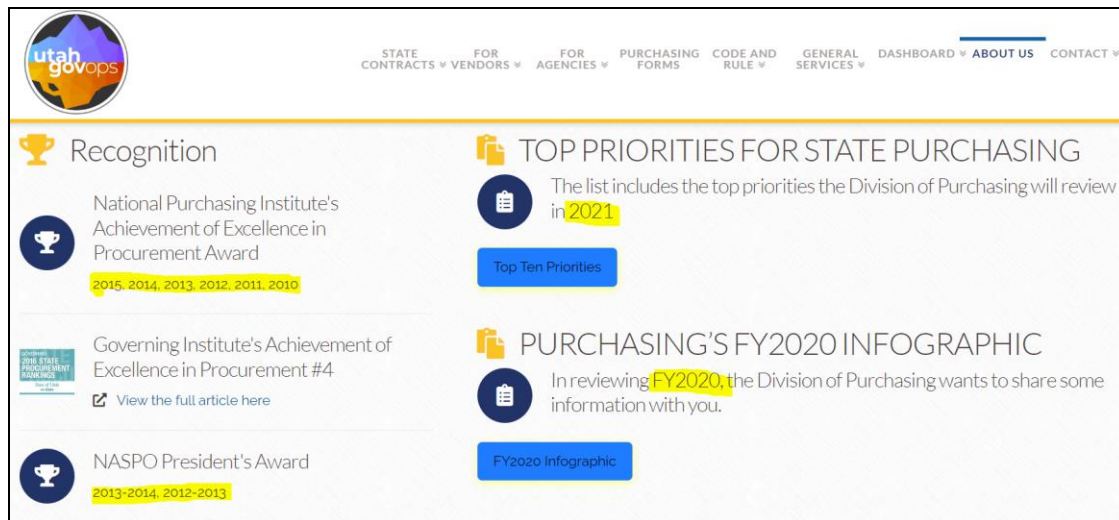 utah
govops
STATE CONTRACTS
FOR VENDORS
FOR AGENCIES
PURCHASING FORMS
CODE AND RULE
GENERAL SERVICES
DASHBOARD
ABOUT US
CONTACT
Recognition
National Purchasing Institute's
Achievement of Excellence in
Procurement Award
2015, 2014, 2013, 2012, 2011, 2010
2016 STATE
PROCUREMENT
RANKINGS
Governing Institute's Achievement of
Excellence in Procurement #4
View the full article here
NASPO President's Award
2013-2014, 2012-2013
TOP PRIORITIES FOR STATE PURCHASING
The list includes the top priorities the Division of Purchasing will review
in 2021
Top Ten Priorities
PURCHASING'S FY2020 INFOGRAPHIC
In reviewing FY2020, the Division of Purchasing wants to share some
information with you.
FY2020 Infographic